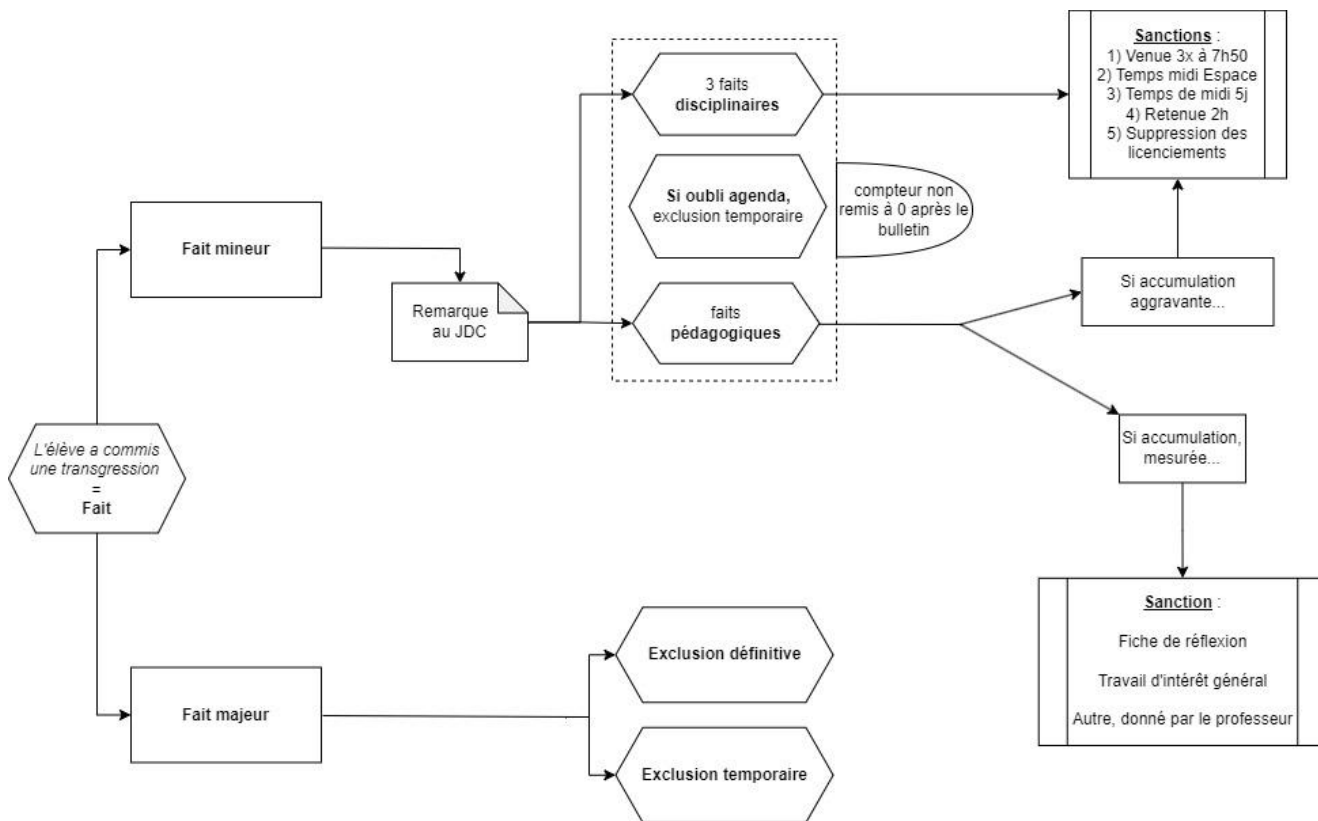 Sanctions :
1) Venue 3x à 7h50
2) Temps midi Espace
3) Temps de midi 5j
4) Retenue 2h
5) Suppression des
licenciements
3 faits
disciplinaires
Si oubli agenda,
exclusion temporaire
compteur non
remis à 0 après le
bulletin
Fait mineur
Remarque
au JDC
faits
pédagogiques
Si accumulation
aggravante...
Si accumulation,
mesurée...
L'élève a commis
une transgression
=
Fait
Sanction :
Fiche de réflexion
Travail d'intérêt général
Autre, donné par le professeur
Exclusion définitive
Fait majeur
Exclusion temporaire